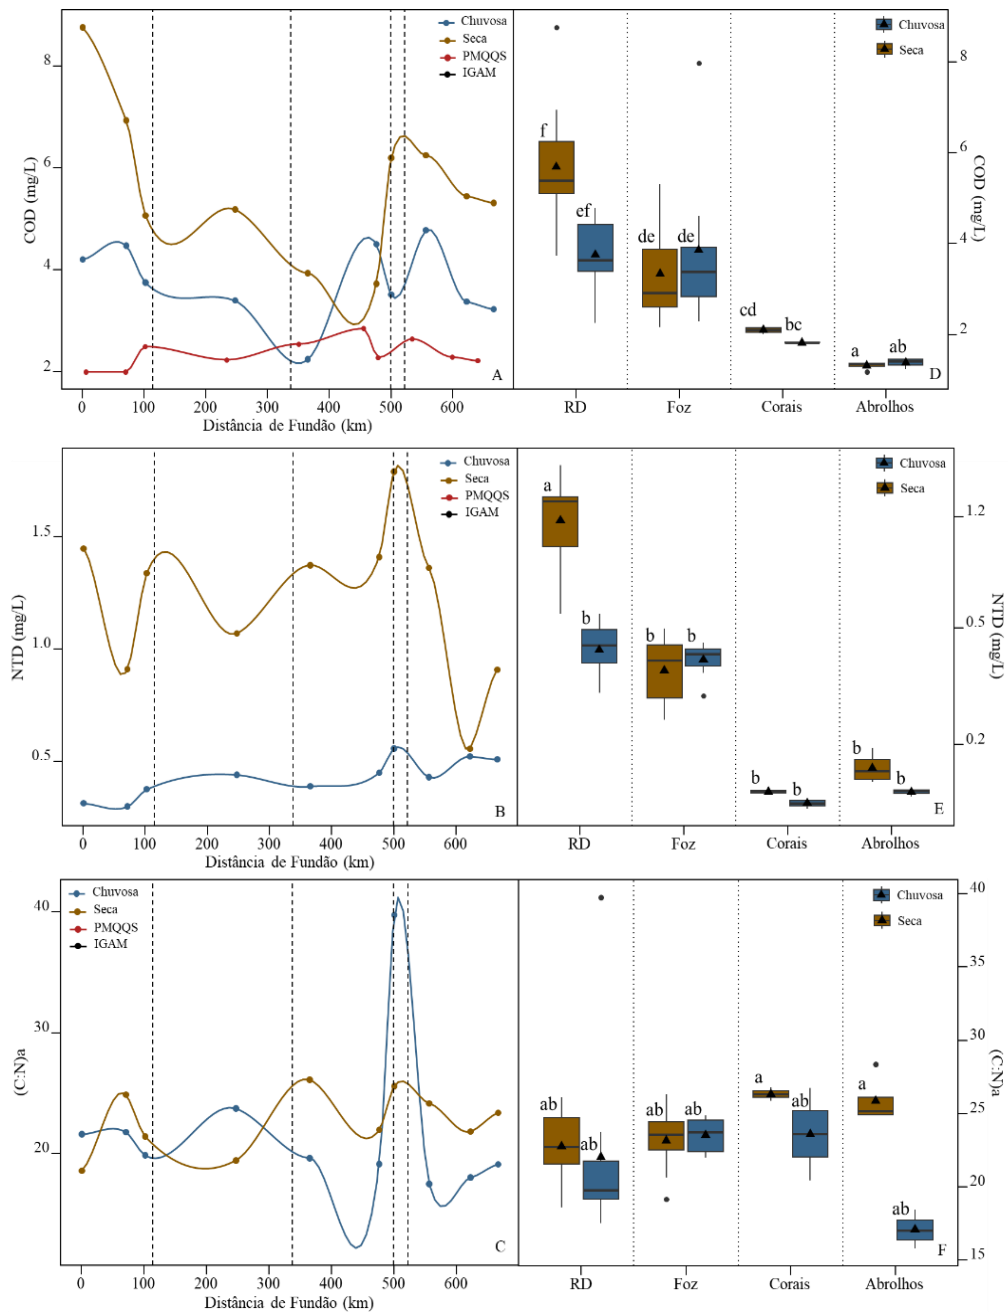 COD (mg/L)
8
6
4
2
Chuvosa
Seca
PMQQS
IGAM
A
0
100
200
300
400
500
600
Distância de Fundão (km)
Chuvosa
Seca
f
ef
de
de
cd
bc
a
ab
D
8
6
4
2
COD (mg/L)
RD
Foz
Corais
Abrolhos
NTD (mg/L)
1.5
1.0
0.5
Chuvosa
Seca
PMQQS
IGAM
B
0
100
200
300
400
500
600
Distância de Fundão (km)
Chuvosa
Seca
a
b
b
b
b
b
b
b
E
1.2
0.5
0.2
NTD (mg/L)
RD
Foz
Corais
Abrolhos
(C:N)a
40
30
20
Chuvosa
Seca
PMQQS
IGAM
C
0
100
200
300
400
500
600
Distância de Fundão (km)
Chuvosa
Seca
ab
ab
ab
ab
a
ab
a
ab
F
40
35
30
25
20
15
(C:N)a
RD
Foz
Corais
Abrolhos